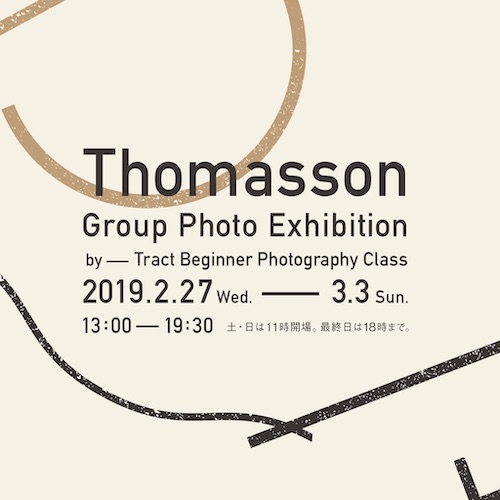 Thomasson
Group Photo Exhibition
by — Tract Beginner Photography Class
2019.2.27 Wed. — 3.3 Sun.
13:00 — 19:30 土・日は11時開場。最終日は18時まで。